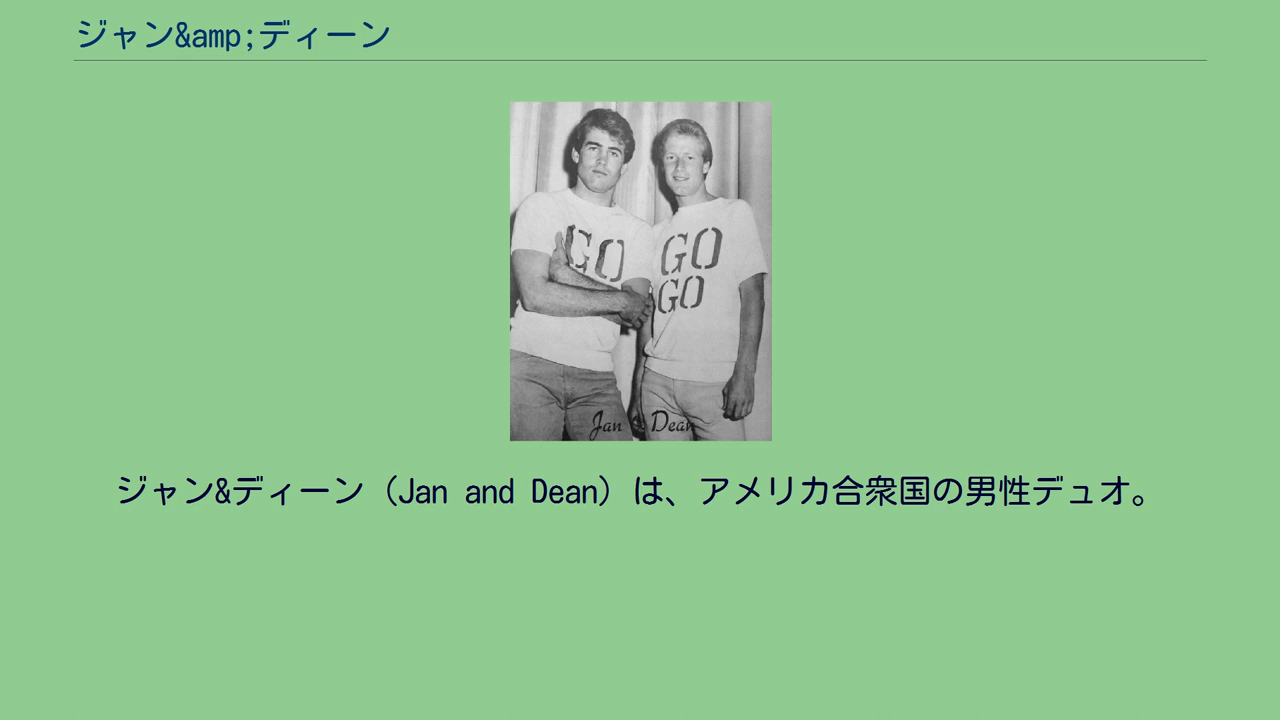 ジャン&amp;ディーン
GO
GO
GO
Jan & Dean
ジャン&ディーン（Jan and Dean）は、アメリカ合衆国の男性デュオ。